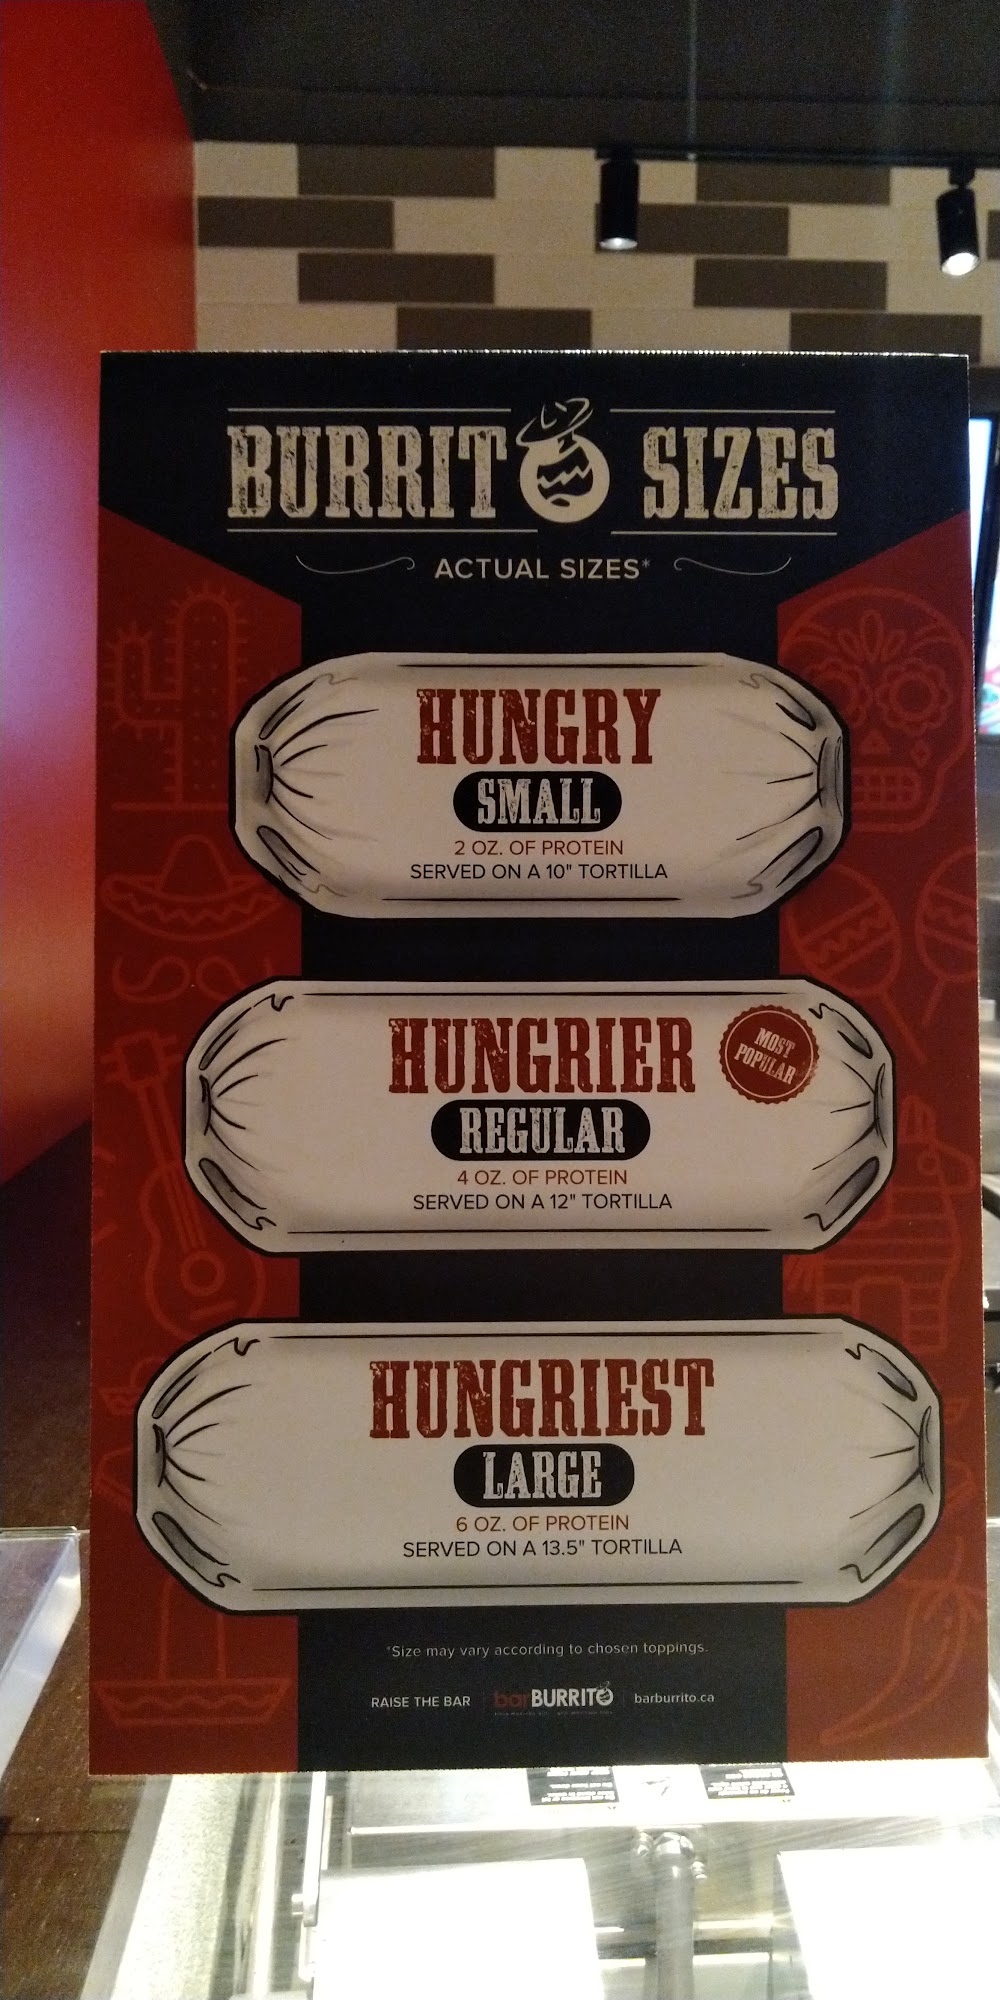 BURRITO SIZES
ACTUAL SIZES*
HUNGRY
SMALL
2 OZ. OF PROTEIN
SERVED ON A 10" TORTILLA
HUNGRIER
MOST
POPULAR
REGULAR
4 OZ. OF PROTEIN
SERVED ON A 12" TORTILLA
HUNGRIEST
LARGE
6 OZ. OF PROTEIN
SERVED ON A 13.5" TORTILLA
*Size may vary according to chosen toppings.
RAISE THE BAR | barBURRITO | barburrito.ca